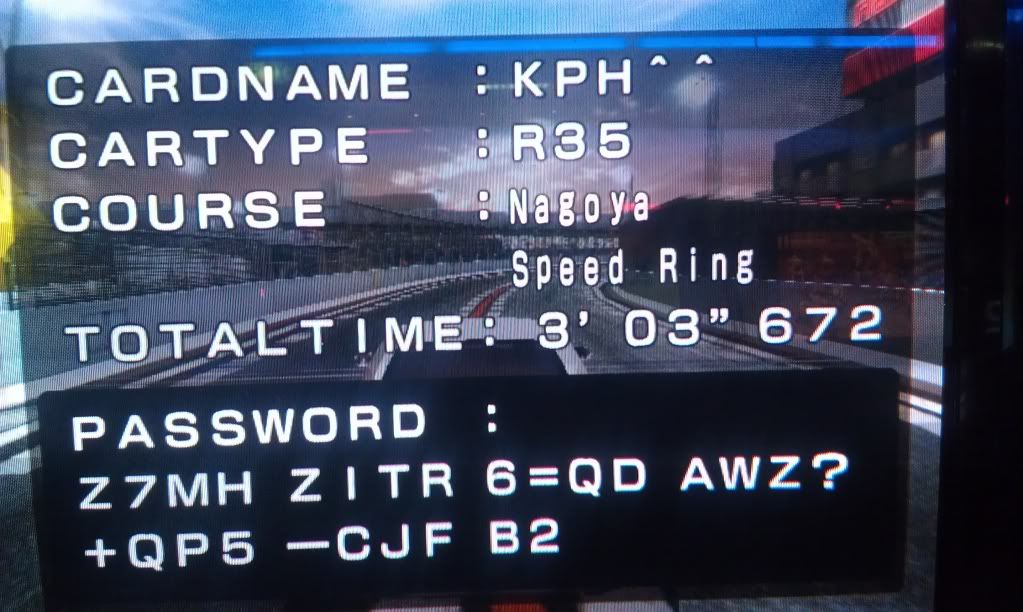 CARDNAME : KPH^^
CARTYPE : R35
COURSE : Nagoya
Speed Ring
TOTALTIME: 3' 03" 672
PASSWORD :
Z7MH ZITR 6=QD AWZ?
+QP5 −CJF B2